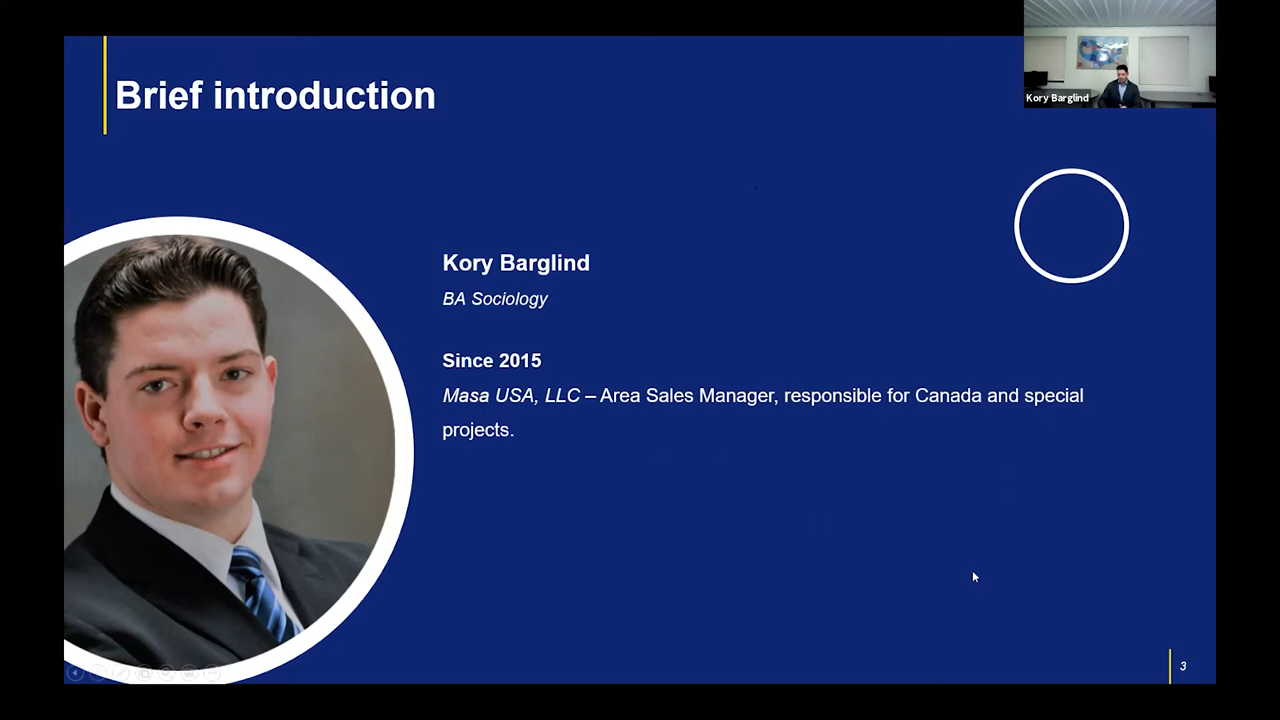 Brief introduction
Kory Barglind
Kory Barglind
BA Sociology
Since 2015
Masa USA, LLC – Area Sales Manager, responsible for Canada and special
projects.
3